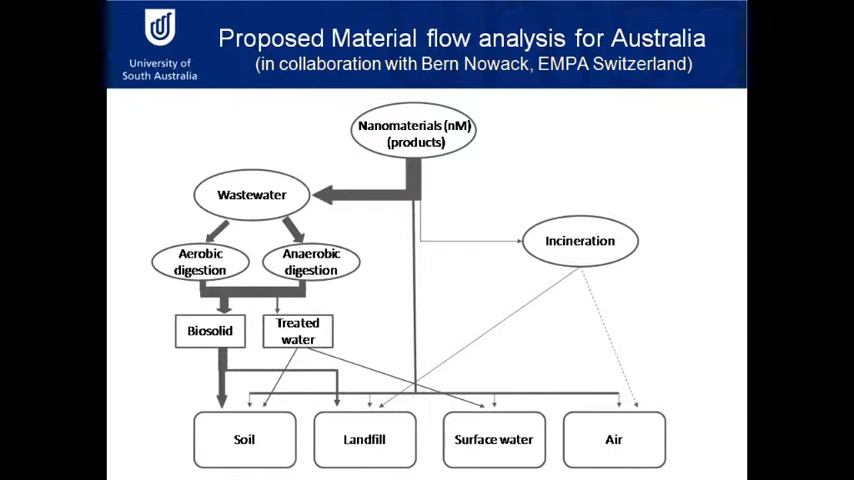 Proposed Material flow analysis for Australia
(in collaboration with Bern Nowack, EMPA Switzerland)
University of
South Australia
Nanomaterials (nM)
(products)
Wastewater
Incineration
Aerobic
digestion
Anaerobic
digestion
Biosolid
Treated
water
Soil
Landfill
Surface water
Air